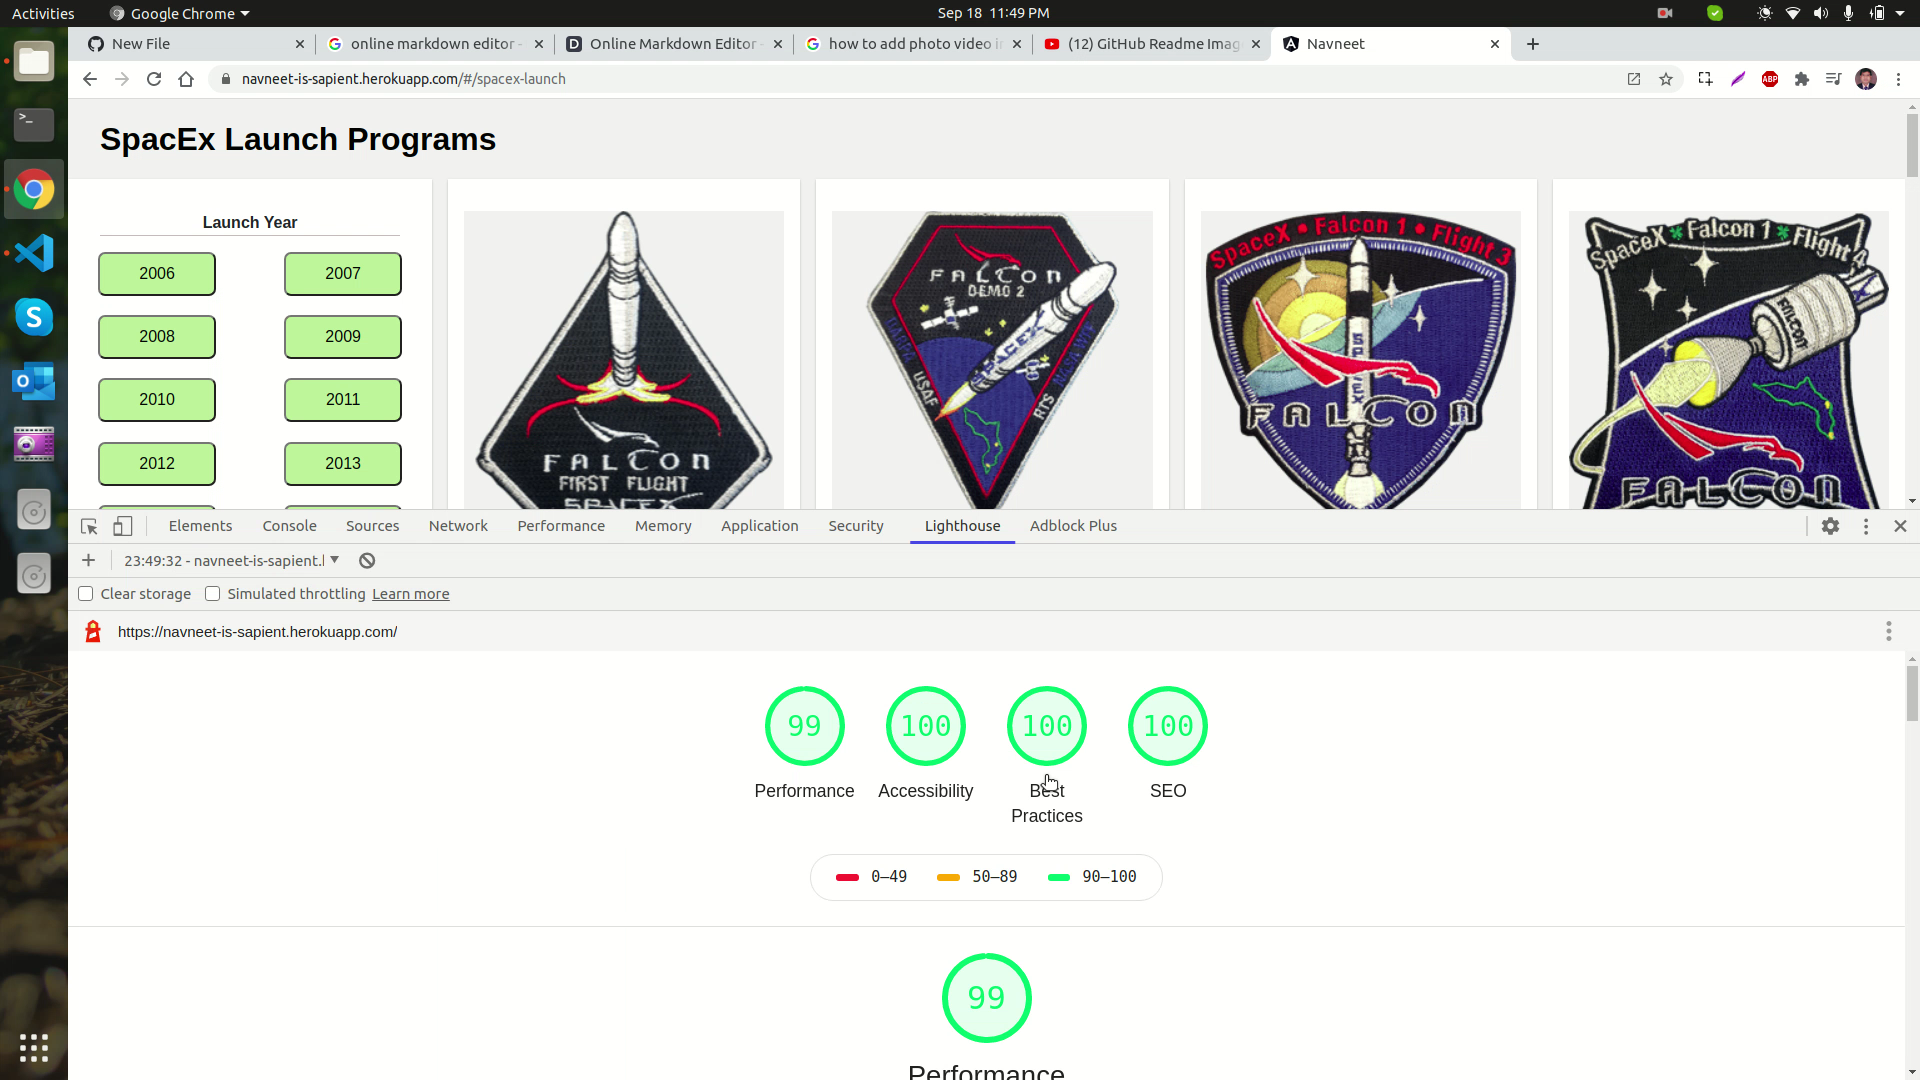 Activities
Google Chrome
Sep 18 11:49 PM
New File
online markdown editor -
Online Markdown Editor -
how to add photo video in
(12) GitHub Readme Imag
Navneet
navneet-is-sapient.herokuapp.com/#/spacex-launch
ABP
SpacEx Launch Programs
Launch Year
2006
2007
2008
2009
2010
2011
2012
2013
FALCON
FIRST FLIGHT
SPACEX
FALCON
DEMO 2
SPACEX
USAF
RTS
SpaceX • Falcon 1 • Flight 3
SPACEX
FALCON
SpaceX Falcon 1 Flight 4
FALCON
FALCON
Elements
Console
Sources
Network
Performance
Memory
Application
Security
Lighthouse
Adblock Plus
23:49:32 - navneet-is-sapient.l
Clear storage
Simulated throttling
Learn more
https://navneet-is-sapient.herokuapp.com/
99
100
100
100
Performance
Accessibility
Best
Practices
SEO
0–49
50–89
90–100
99
Performance